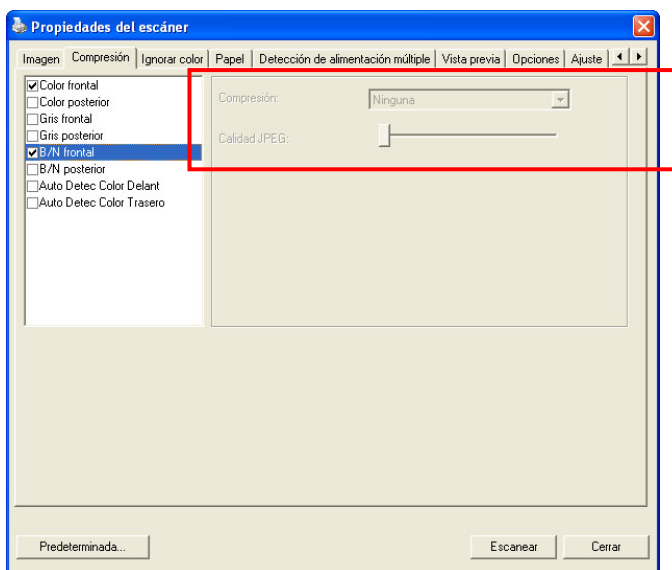 Propiedades del escáner
Imagen Compresión Ignorar color Papel Detección de alimentación múltiple Vista previa Opciones Ajuste
Color frontal
Color posterior
Gris frontal
Gris posterior
B/N frontal
B/N posterior
Auto Detec Color Delant
Auto Detec Color Trasero
Compresión: Ninguna
Calidad JPEG:
Predeterminada... Escanear Cerrar